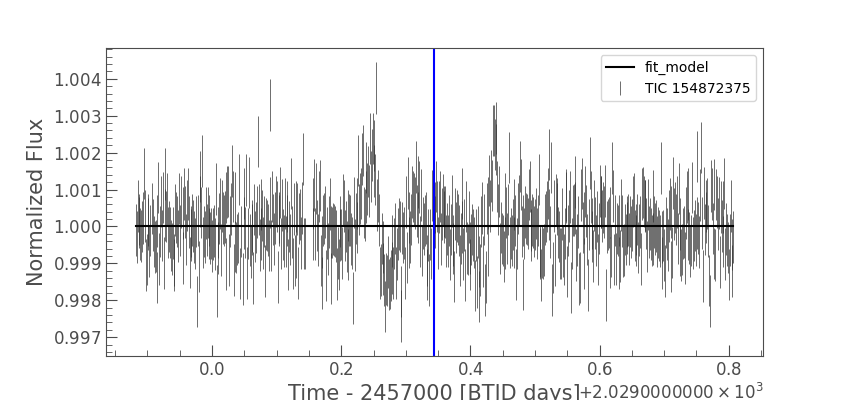 fit_model
TIC 154872375
Normalized Flux
1.004
1.003
1.002
1.001
1.000
0.999
0.998
0.997
0.0 0.2 0.4 0.6 0.8
Time - 2457000 [BTJD days]
+2.0290000000 × 10³